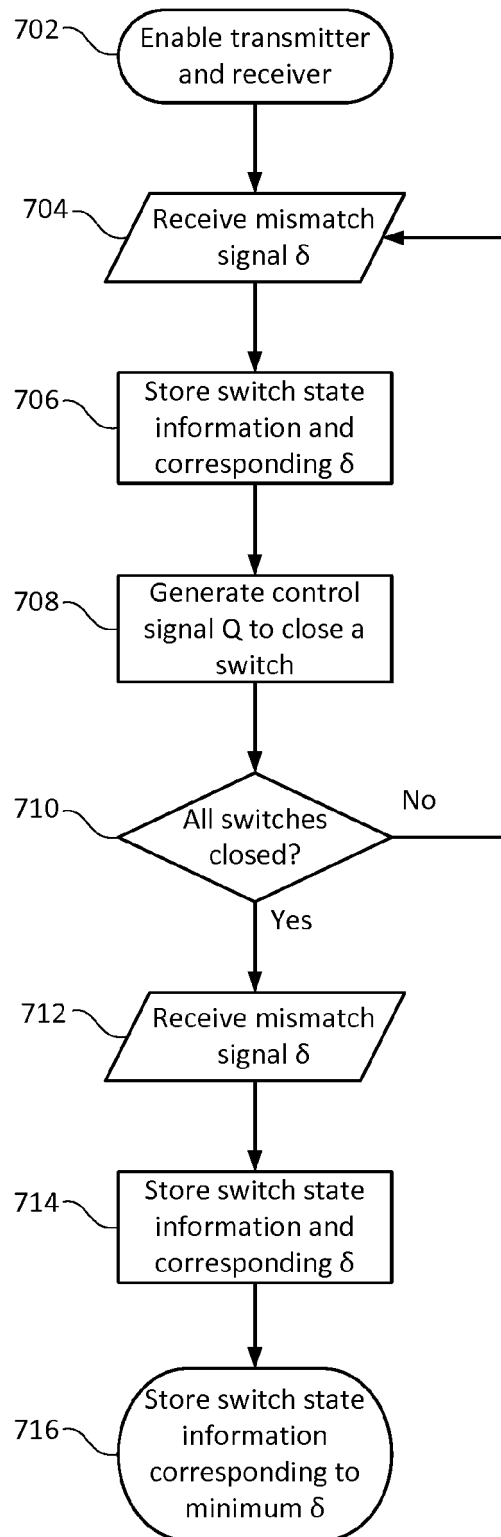 702
Enable transmitter
and receiver
704
Receive mismatch
signal δ
706
Store switch state
information and
corresponding δ
708
Generate control
signal Q to close a
switch
710
All switches
closed?
No
Yes
712
Receive mismatch
signal δ
714
Store switch state
information and
corresponding δ
716
Store switch state
information
corresponding to
minimum δ